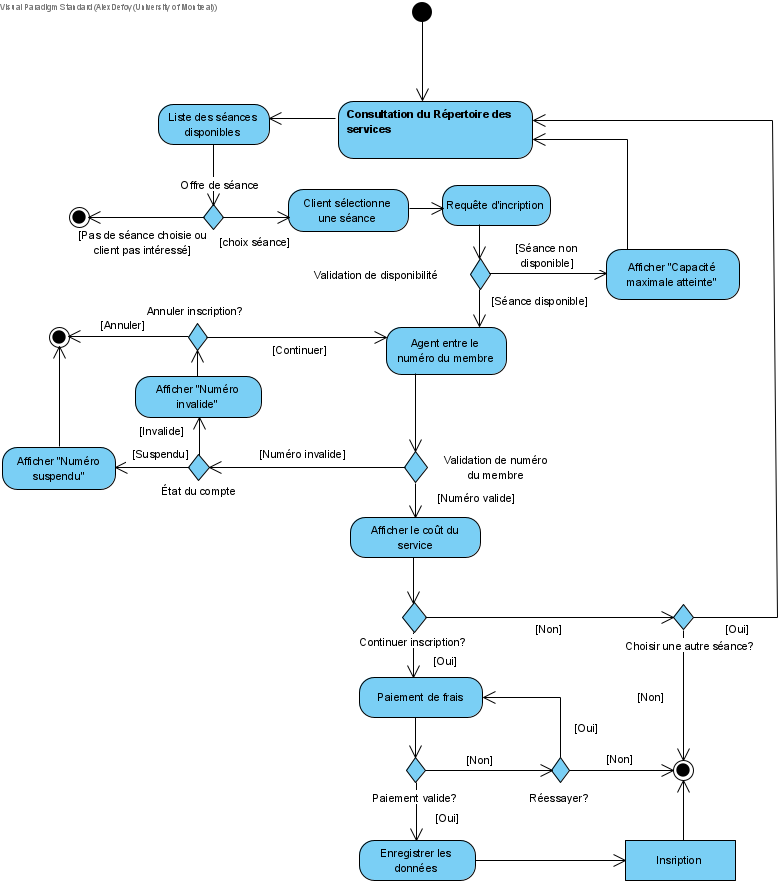 Visual Paradigm Standard (Alex Defoy (University of Montreal))
Consultation du Répertoire des
services
Liste des séances
disponibles
Offre de séance
Client sélectionne
une séance
Requête d'incription
[Pas de séance choisie ou
client pas intéressé]
[choix séance]
[Séance non
disponible]
Validation de disponibilité
Afficher "Capacité
maximale atteinte"
[Séance disponible]
Annuler inscription?
[Annuler]
[Continuer]
Agent entre le
numéro du membre
Afficher "Numéro
invalide"
[Invalide]
[Suspendu]
[Numéro invalide]
Validation de numéro
du membre
Afficher "Numéro
suspendu"
État du compte
[Numéro valide]
Afficher le coût du
service
[Non]
[Oui]
Continuer inscription?
Choisir une autre séance?
[Oui]
Paiement de frais
[Non]
[Oui]
[Non]
[Non]
Paiement valide?
Réessayer?
[Oui]
Enregistrer les
données
Insription